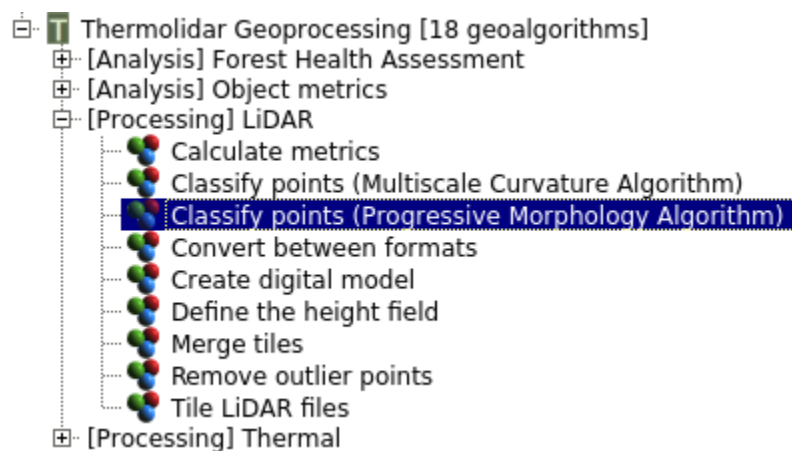 T Thermolidar Geoprocessing [18 geoalgorithms]
[Analysis] Forest Health Assessment
[Analysis] Object metrics
[Processing] LiDAR
Calculate metrics
Classify points (Multiscale Curvature Algorithm)
Classify points (Progressive Morphology Algorithm)
Convert between formats
Create digital model
Define the height field
Merge tiles
Remove outlier points
Tile LiDAR files
[Processing] Thermal